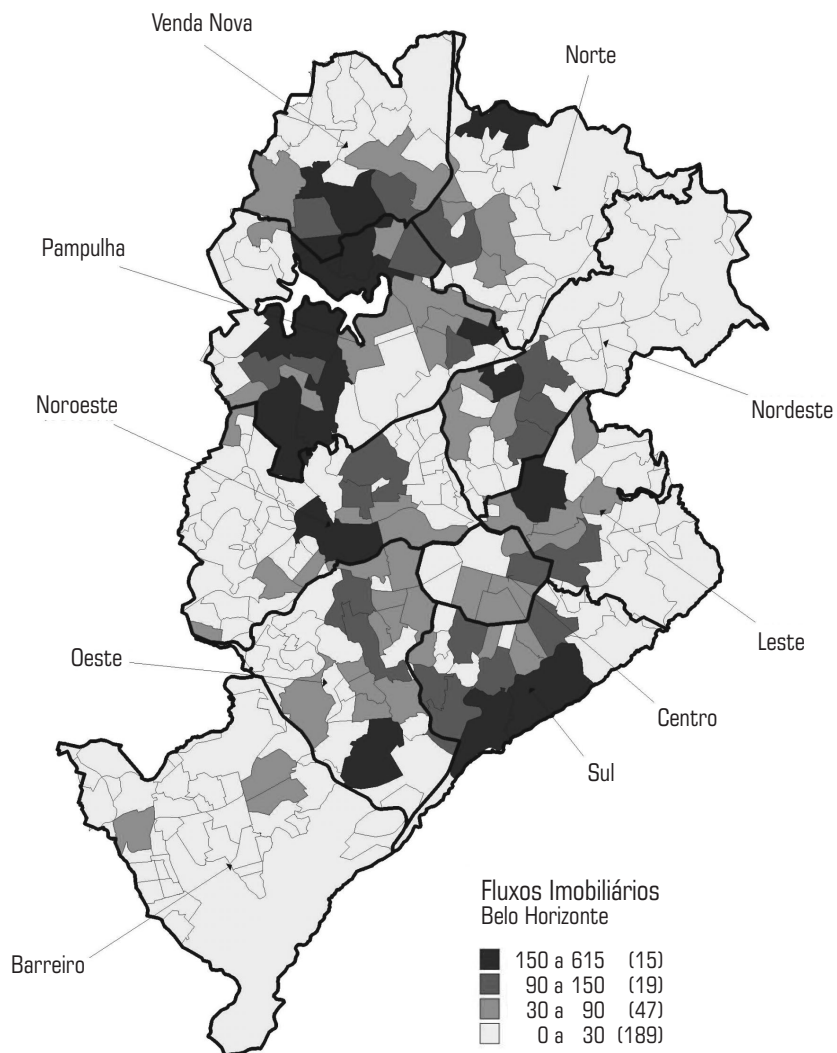 Venda Nova
Norte
Pampulha
Noroeste
Nordeste
Leste
Oeste
Centro
Sul
Barreiro
Fluxos Imobiliários
Belo Horizonte
150 a 615 (15)
90 a 150 (19)
30 a 90 (47)
0 a 30 (189)